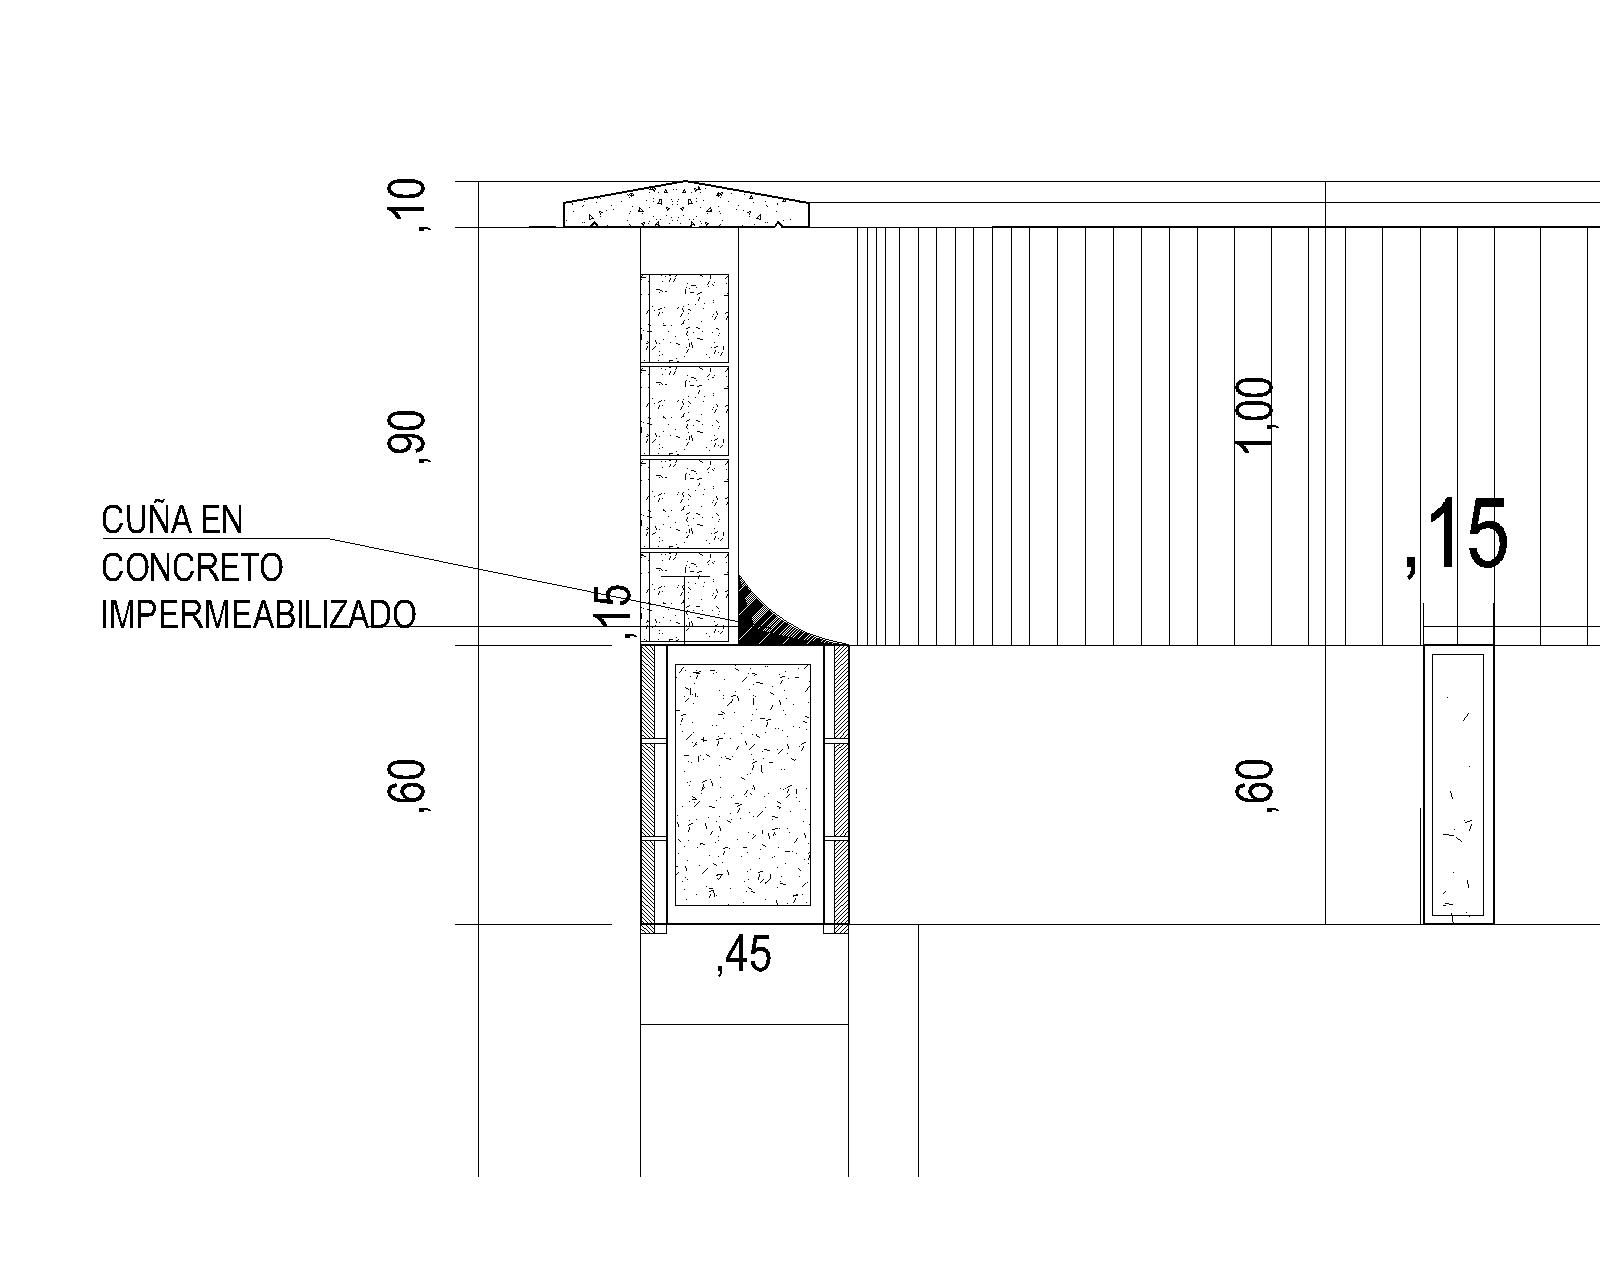 ,10
,90
1,00
CUÑA EN
CONCRETO
IMPERMEABILIZADO
,15
,15
,60
,60
,45